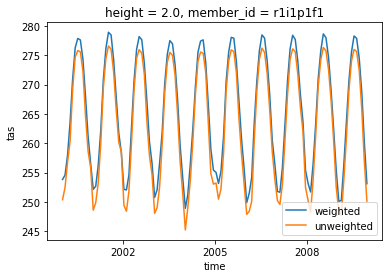 height = 2.0, member_id = r1i1p1f1
280
275
270
265
260
255
250
245
tas
2002
2005
2008
time
weighted
unweighted